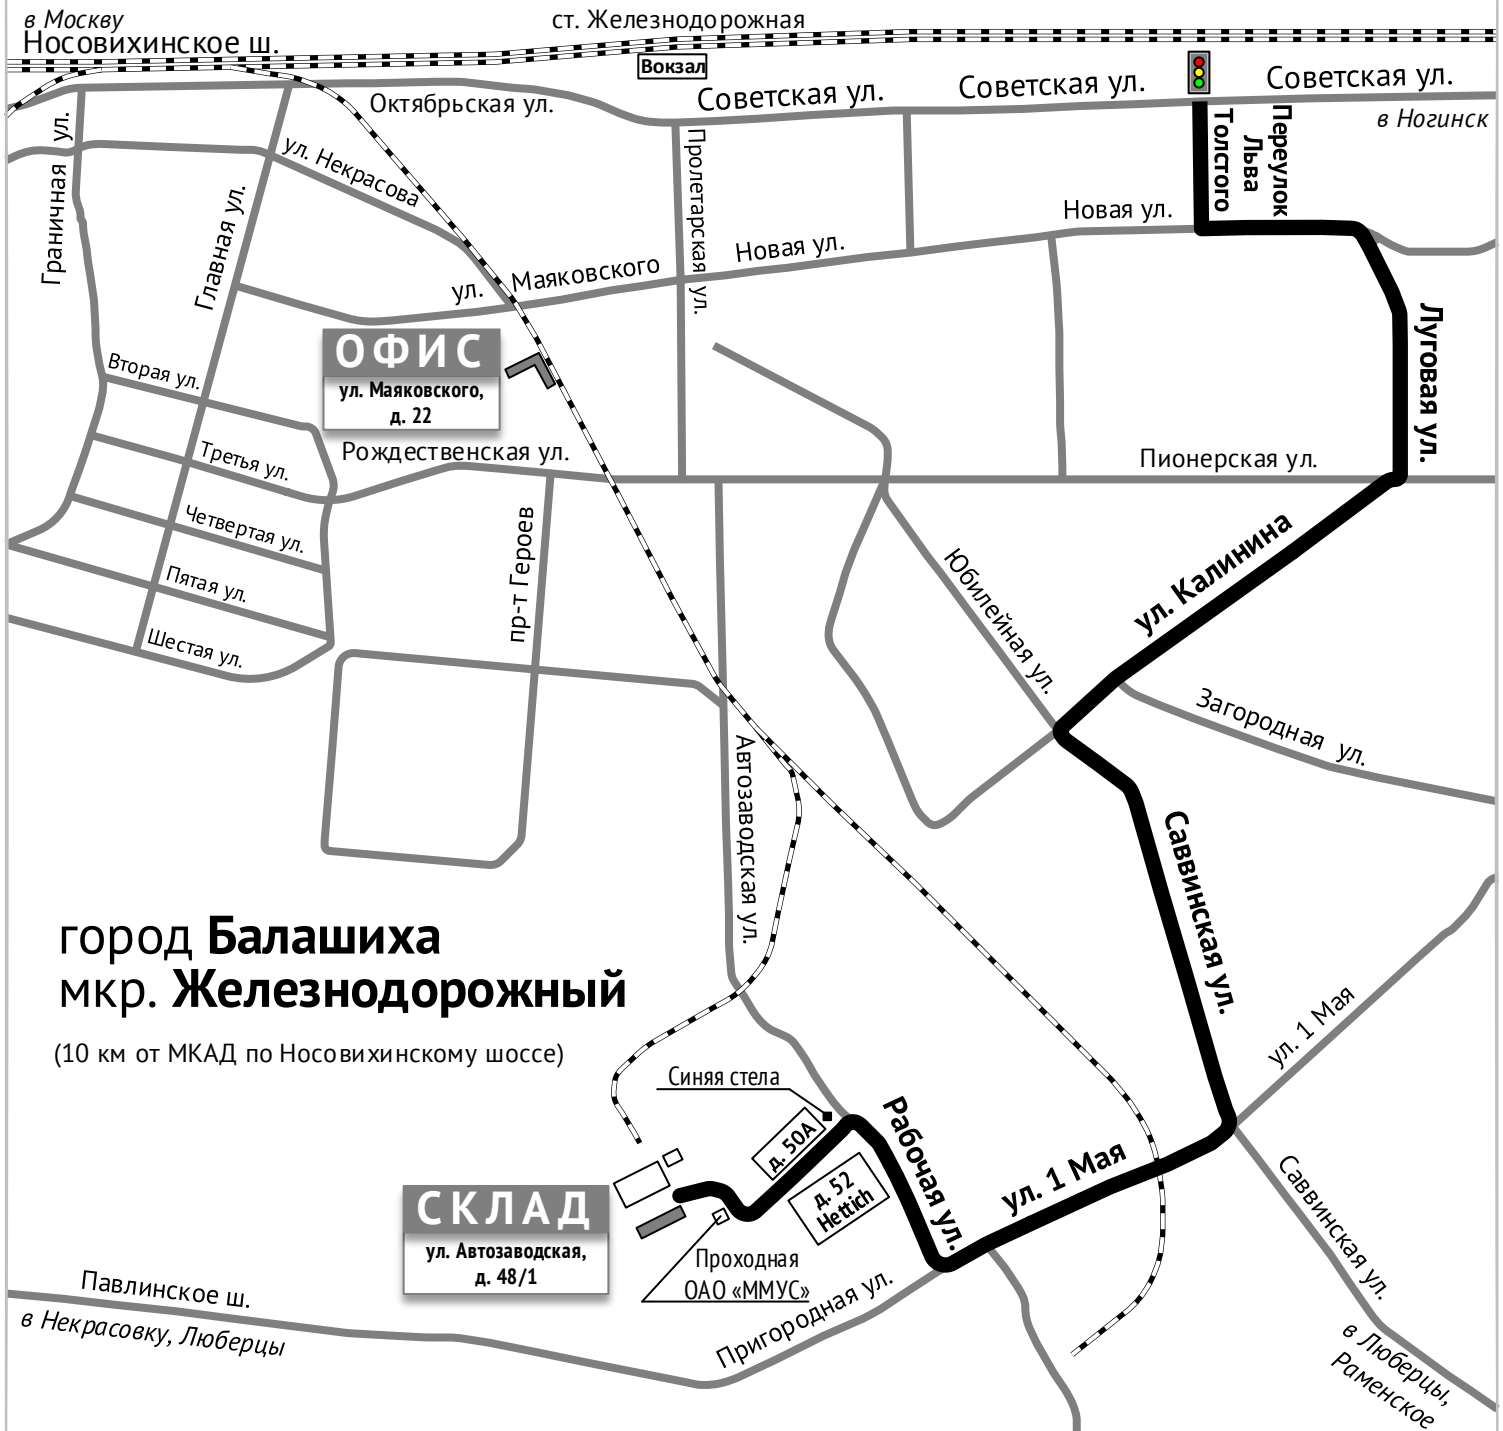 в Москву
Носовихинское ш.
ст. Железнодорожная
Вокзал
Советская ул.
Советская ул.
Советская ул.
в Ногинск
Октябрьская ул.
Граничная ул.
ул. Некрасова
Главная ул.
Пролетарская ул.
Переулок
Льва
Толстого
Новая ул.
Новая ул.
ул. Маяковского
ОФИС
ул. Маяковского,
д. 22
Луговая ул.
Вторая ул.
Третья ул.
Рождественская ул.
Пионерская ул.
Четвертая ул.
Пятая ул.
Шестая ул.
пр-т Героев
Юбилейная ул.
ул. Калинина
Загородная ул.
Автозаводская ул.
Саввинская ул.
город Балашиха
мкр. Железнодорожный
(10 км от МКАД по Носовихинскому шоссе)
ул. 1 Мая
Синяя стела
д. 50А
д. 52
Hettich
Рабочая ул.
ул. 1 Мая
Саввинская ул.
СКЛАД
ул. Автозаводская,
д. 48/1
Проходная
ОАО «ММУС»
Пригородная ул.
Павлинское ш.
в Некрасовку, Люберцы
в Люберцы,
Раменское